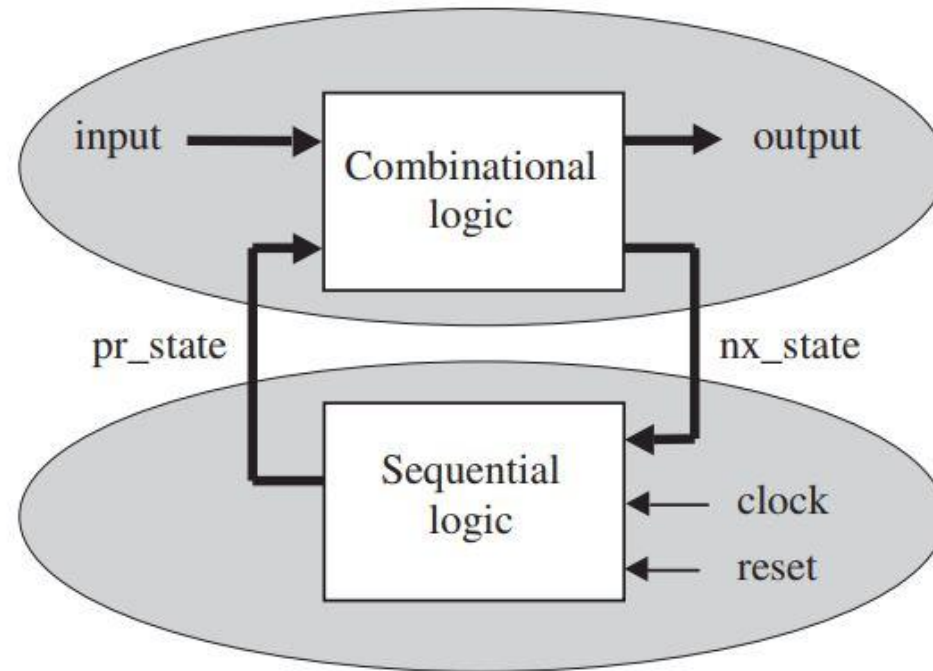 input
Combinational
logic
output
pr_state
nx_state
Sequential
logic
clock
reset